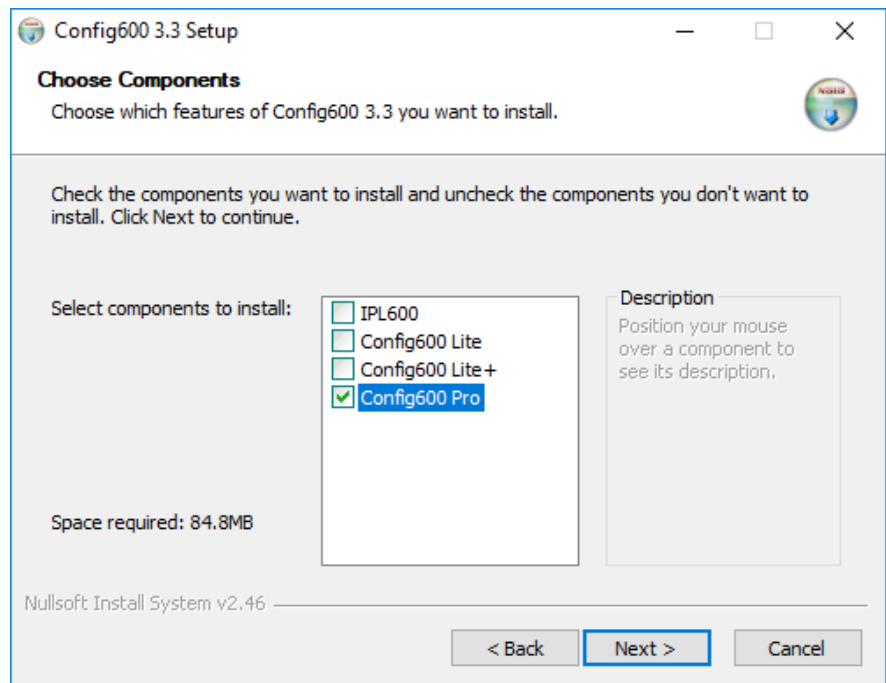 Config600 3.3 Setup
Choose Components
Choose which features of Config600 3.3 you want to install.
Check the components you want to install and uncheck the components you don't want to
install. Click Next to continue.
Select components to install:
IPL600
Config600 Lite
Config600 Lite+
Config600 Pro
Description
Position your mouse
over a component to
see its description.
Space required: 84.8MB
Nullsoft Install System v2.46
< Back
Next >
Cancel